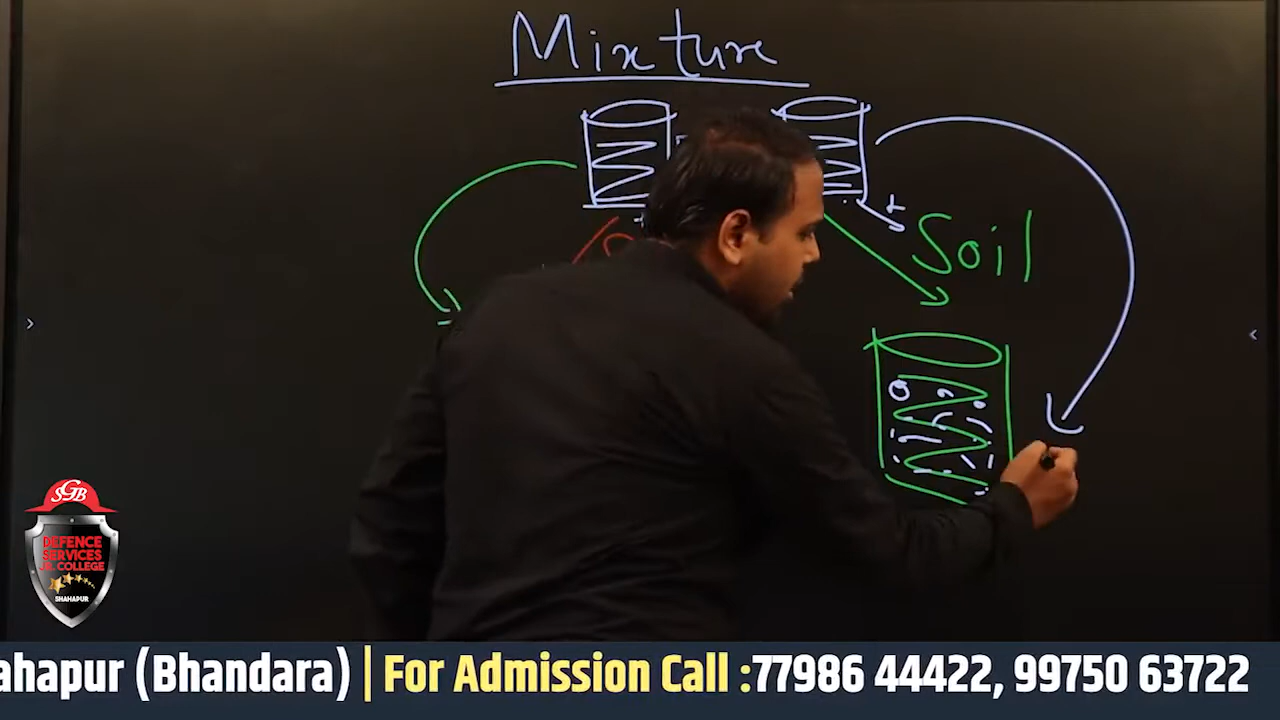 Mixture
+ Soil
SGB
DEFENCE
SERVICES
JR. COLLEGE
SHAHAPUR
ahapur (Bhandara) | For Admission Call :77986 44422, 99750 63722